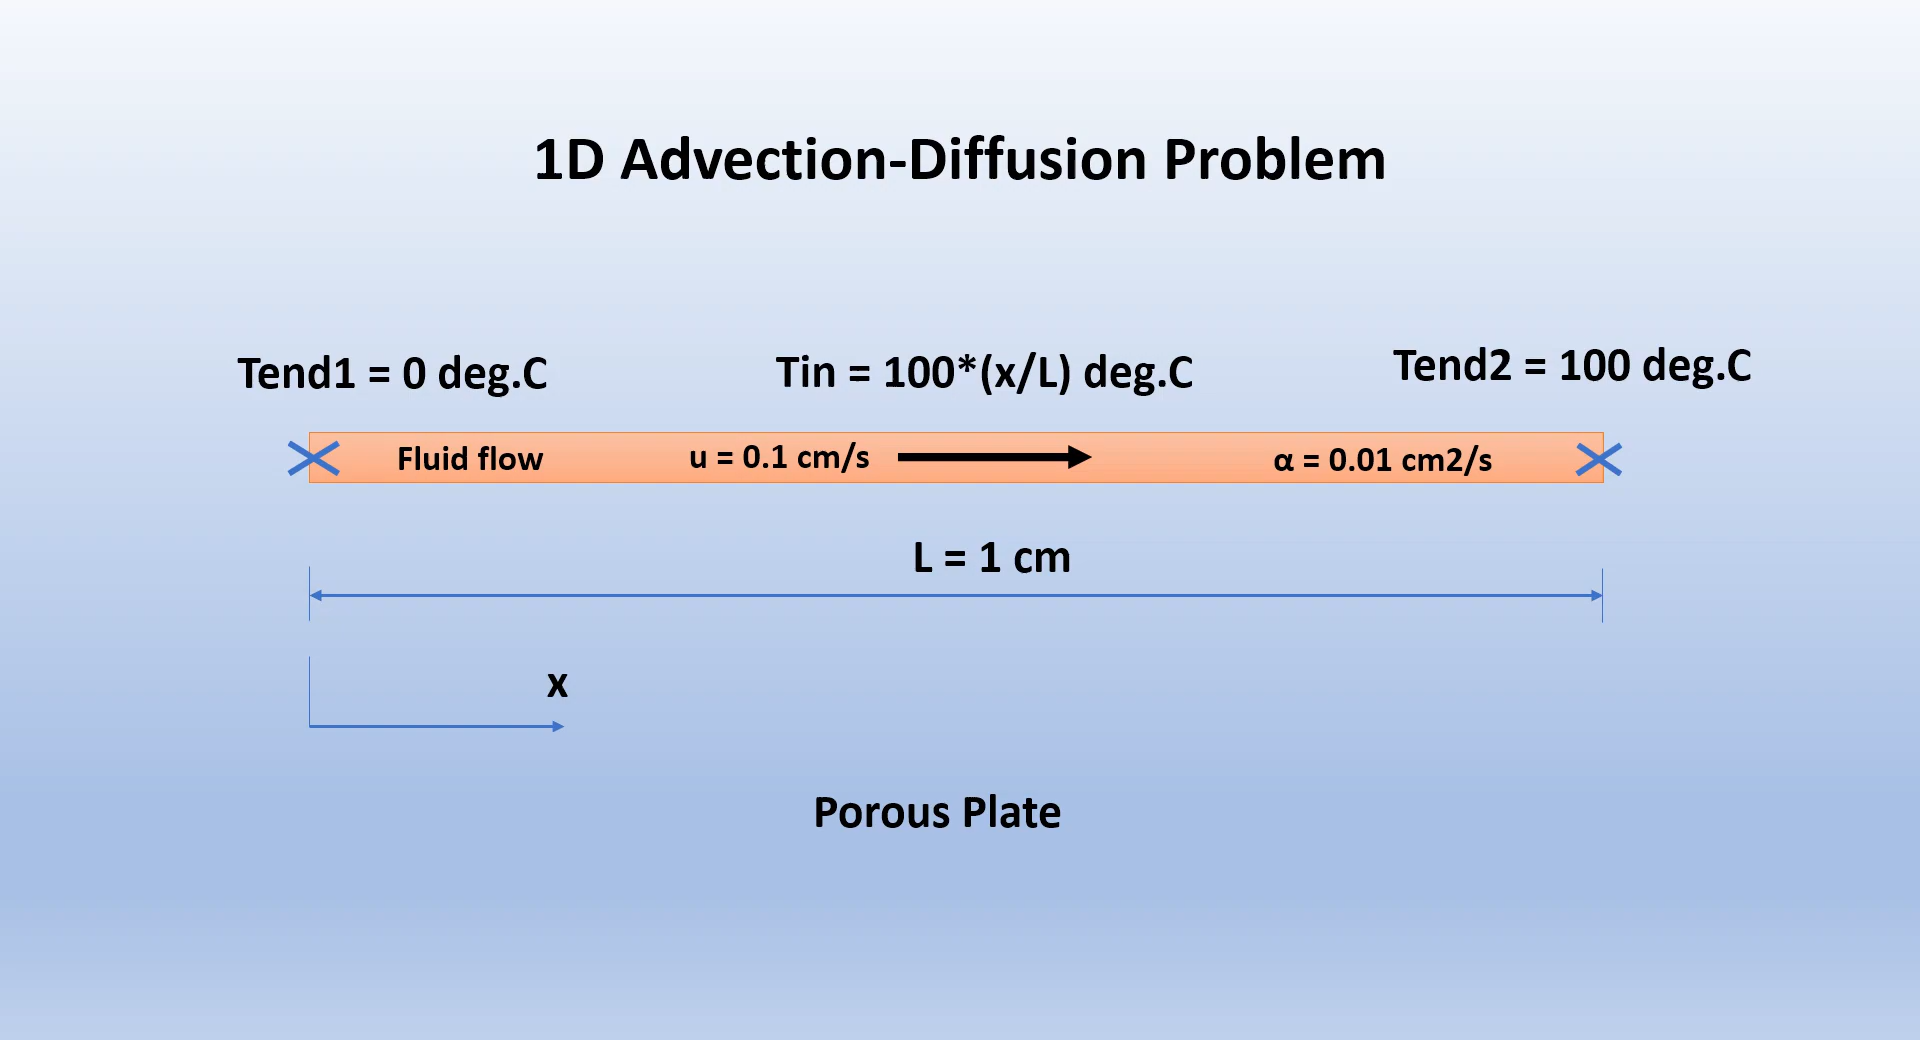 1D Advection-Diffusion Problem
Tend1 = 0 deg.C
Tin = 100*(x/L) deg.C
Tend2 = 100 deg.C
Fluid flow
u = 0.1 cm/s
α = 0.01 cm2/s
L = 1 cm
x
Porous Plate